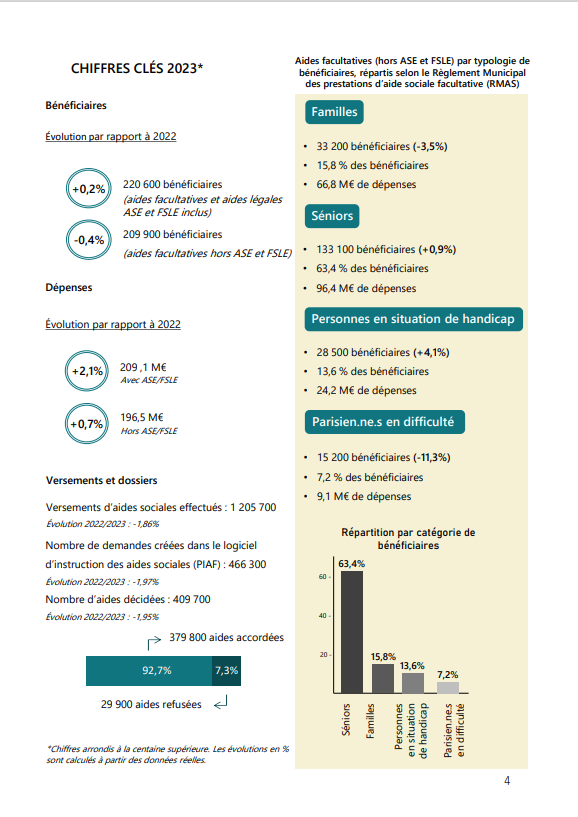 CHIFFRES CLÉS 2023*
Bénéficiaires
Évolution par rapport à 2022
+0,2%
220 600 bénéficiaires
(aides facultatives et aides légales
ASE et FSLE inclus)
-0,4%
209 900 bénéficiaires
(aides facultatives hors ASE et FSLE)
Dépenses
Évolution par rapport à 2022
+2,1%
209 ,1 M€
Avec ASE/FSLE
+0,7%
196,5 M€
Hors ASE/FSLE
Versements et dossiers
Versements d'aides sociales effectués : 1 205 700
Évolution 2022/2023 : -1,86%
Nombre de demandes créées dans le logiciel
d'instruction des aides sociales (PIAF) : 466 300
Évolution 2022/2023 : -1,97%
Nombre d'aides décidées : 409 700
Évolution 2022/2023 : -1,95%
379 800 aides accordées
92,7% 7,3%
29 900 aides refusées
*Chiffres arrondis à la centaine supérieure. Les évolutions en %
sont calculés à partir des données réelles.
Aides facultatives (hors ASE et FSLE) par typologie de
bénéficiaires, répartis selon le Règlement Municipal
des prestations d'aide sociale facultative (RMAS)
Familles
• 33 200 bénéficiaires (-3,5%)
• 15,8 % des bénéficiaires
• 66,8 M€ de dépenses
Séniors
• 133 100 bénéficiaires (+0,9%)
• 63,4 % des bénéficiaires
• 96,4 M€ de dépenses
Personnes en situation de handicap
• 28 500 bénéficiaires (+4,1%)
• 13,6 % des bénéficiaires
• 24,2 M€ de dépenses
Parisien.ne.s en difficulté
• 15 200 bénéficiaires (-11,3%)
• 7,2 % des bénéficiaires
• 9,1 M€ de dépenses
Répartition par catégorie de
bénéficiaires
60
40
20
63,4%
15,8%
13,6%
7,2%
Séniors
Familles
Personnes
en situation
de handicap
Parisien.ne.s
en difficulté
4